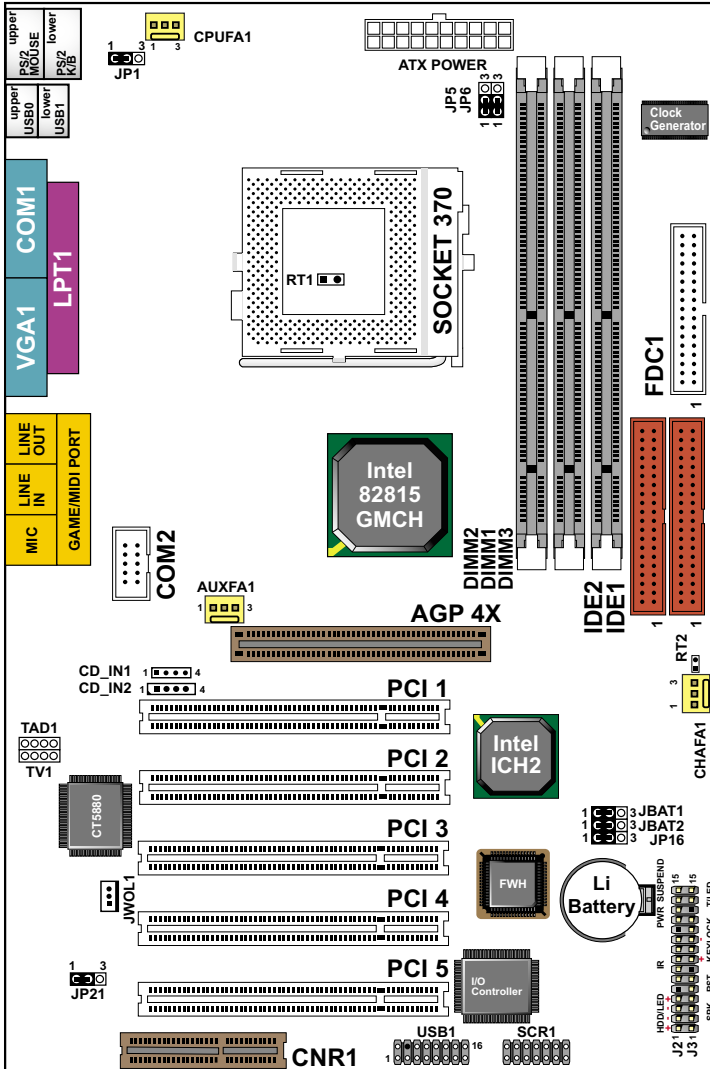 upper
PS/2
MOUSE
lower
PS/2
K/B
1 3
CPUFA1
1 3
JP1
ATX POWER
JP5
JP6
3
3
1
1
Clock
Generator
upper
USB0
lower
USB1
COM1
VGA1
LPT1
SOCKET 370
RT1
FDC1
1
LINE
OUT
LINE
IN
MIC
GAME/MIDI PORT
Intel
82815
GMCH
DIMM2
DIMM1
DIMM3
IDE2
IDE1
1
1
COM2
AUXFA1
1 3
AGP 4X
RT2
CD_IN1 1 4
CD_IN2 1 4
PCI 1
3
1
CHAFA1
TAD1
TV1
PCI 2
Intel
ICH2
CT5880
1 3 JBAT1
1 3 JBAT2
1 3 JP16
PCI 3
FWH
Li
Battery
JWOL1
PCI 4
15
15
PWR SUSPEND
IR
HDD/LED
+
-
-
+
-
+
J2 1
J3 1
1 3
JP21
PCI 5
I/O
Controller
CNR1
USB1
1 16
SCR1